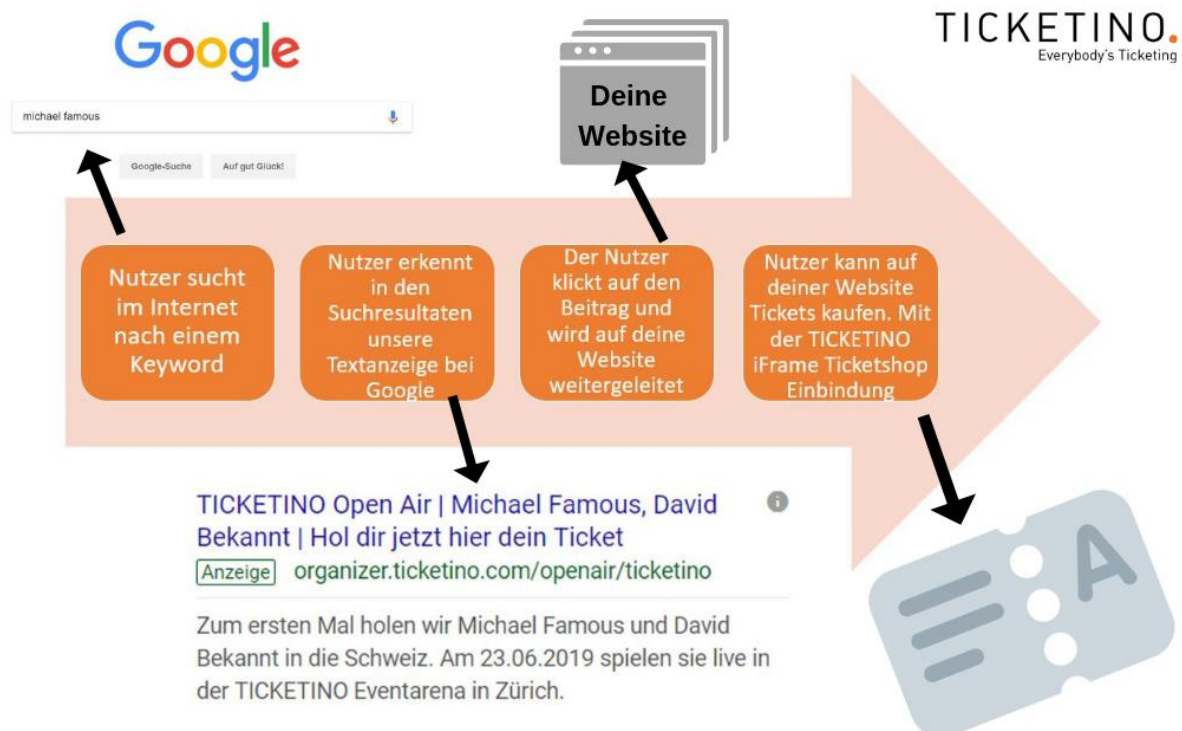 Google
TICKETINO.
Everybody's Ticketing
michael famous
Google-Suche
Auf gut Glück!
Deine
Website
Nutzer sucht
im Internet
nach einem
Keyword
Nutzer erkennt
in den
Suchresultaten
unsere
Textanzeige bei
Google
Der Nutzer
klickt auf den
Beitrag und
wird auf deine
Website
weitergeleitet
Nutzer kann auf
deiner Website
Tickets kaufen. Mit
der TICKETINO
iFrame Ticketshop
Einbindung
TICKETINO Open Air | Michael Famous, David
Bekannt | Hol dir jetzt hier dein Ticket
Anzeige organizer.ticketino.com/openair/ticketino
Zum ersten Mal holen wir Michael Famous und David
Bekannt in die Schweiz. Am 23.06.2019 spielen sie live in
der TICKETINO Eventarena in Zürich.
A